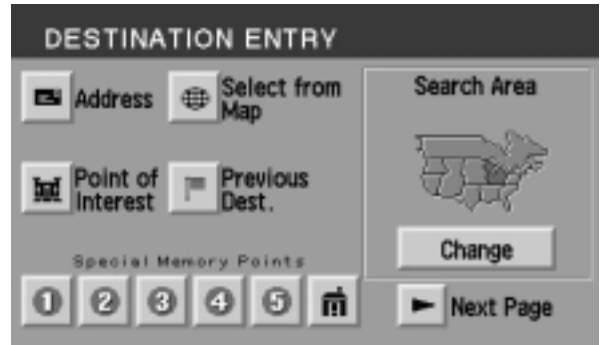 DESTINATION ENTRY
Address
Select from
Map
Search Area
Point of
Interest
Previous
Dest.
Change
Special Memory Points
1 2 3 4 5
Next Page